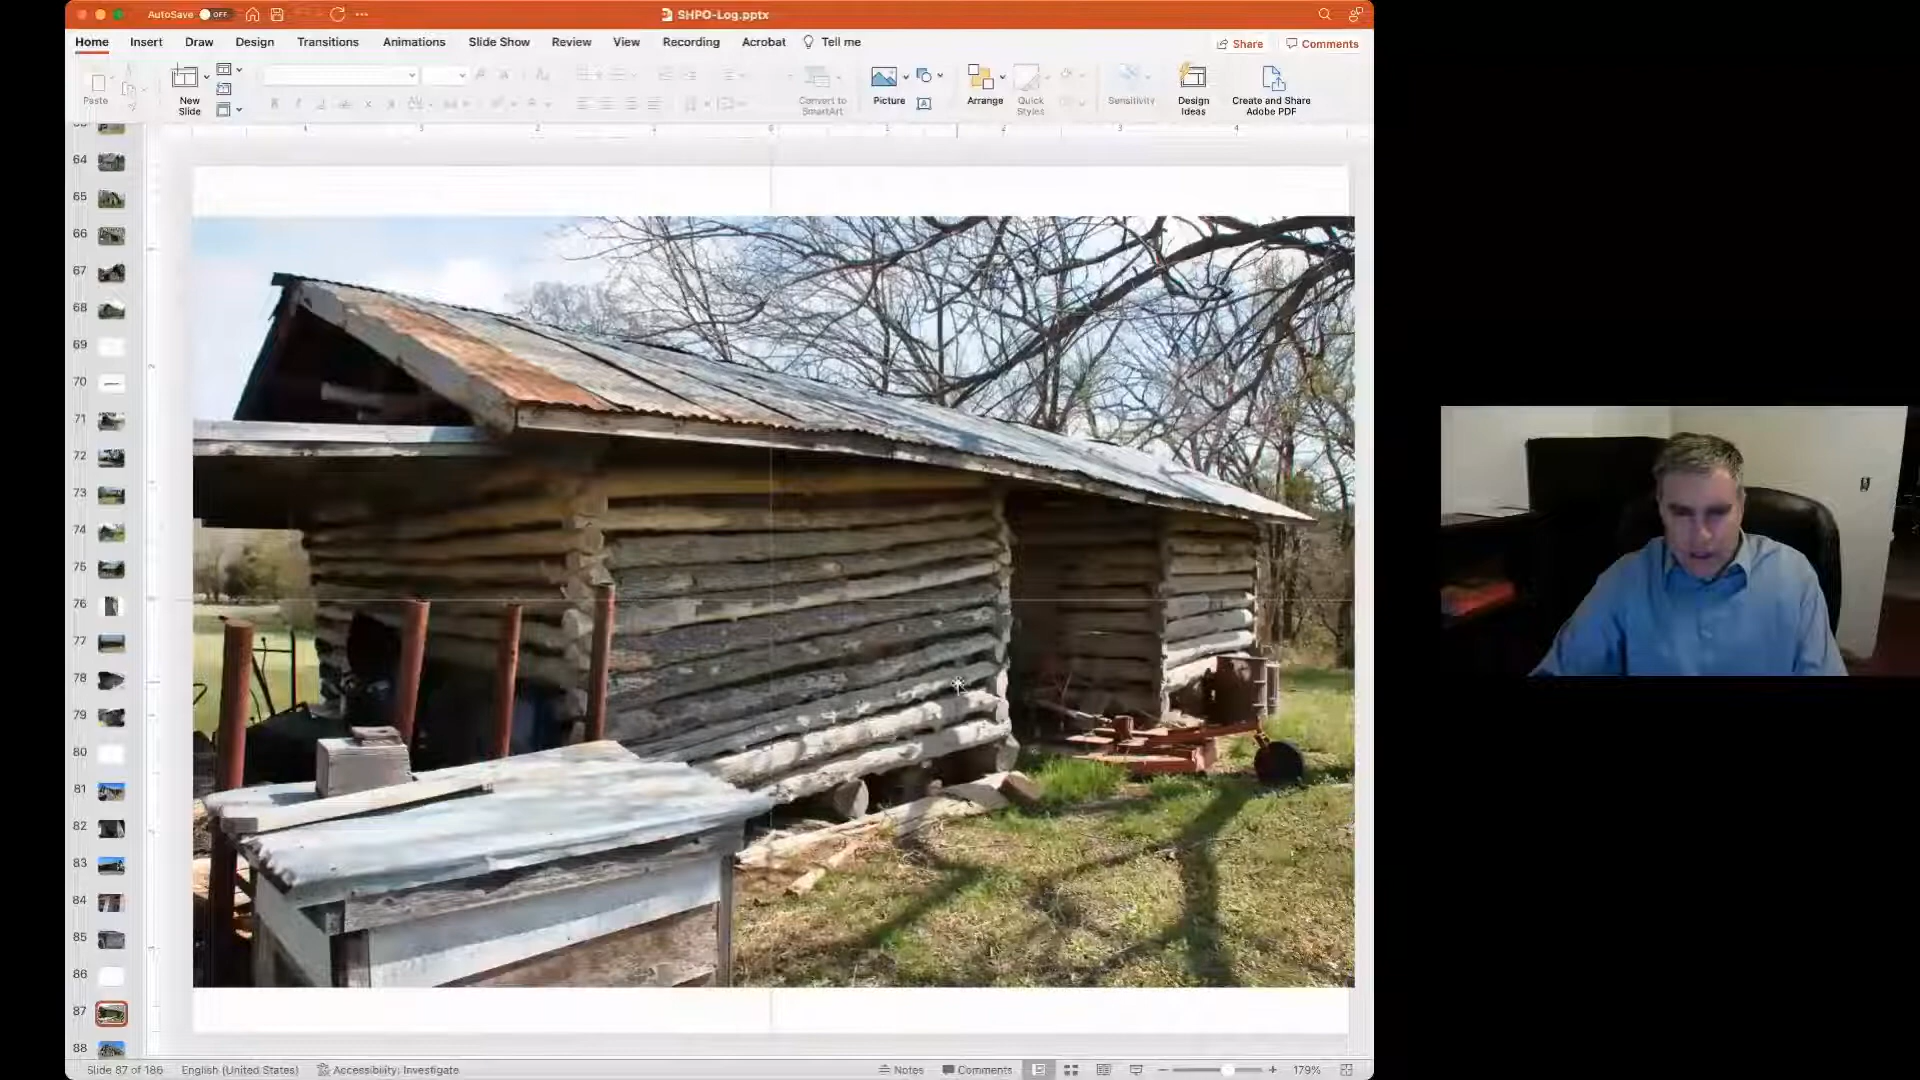 AutoSave OFF
SHPO-Log.pptx
Home Insert Draw Design Transitions Animations Slide Show Review View Recording Acrobat Tell me
Share Comments
Paste
New
Slide
Convert to
SmartArt
Picture
Arrange
Quick
Styles
Sensitivity
Design
Ideas
Create and Share
Adobe PDF
64
65
66
67
68
69
70
71
72
73
74
75
76
77
78
79
80
81
82
83
84
85
86
87
88
Slide 87 of 186 English (United States) Accessibility: Investigate Notes Comments 179%